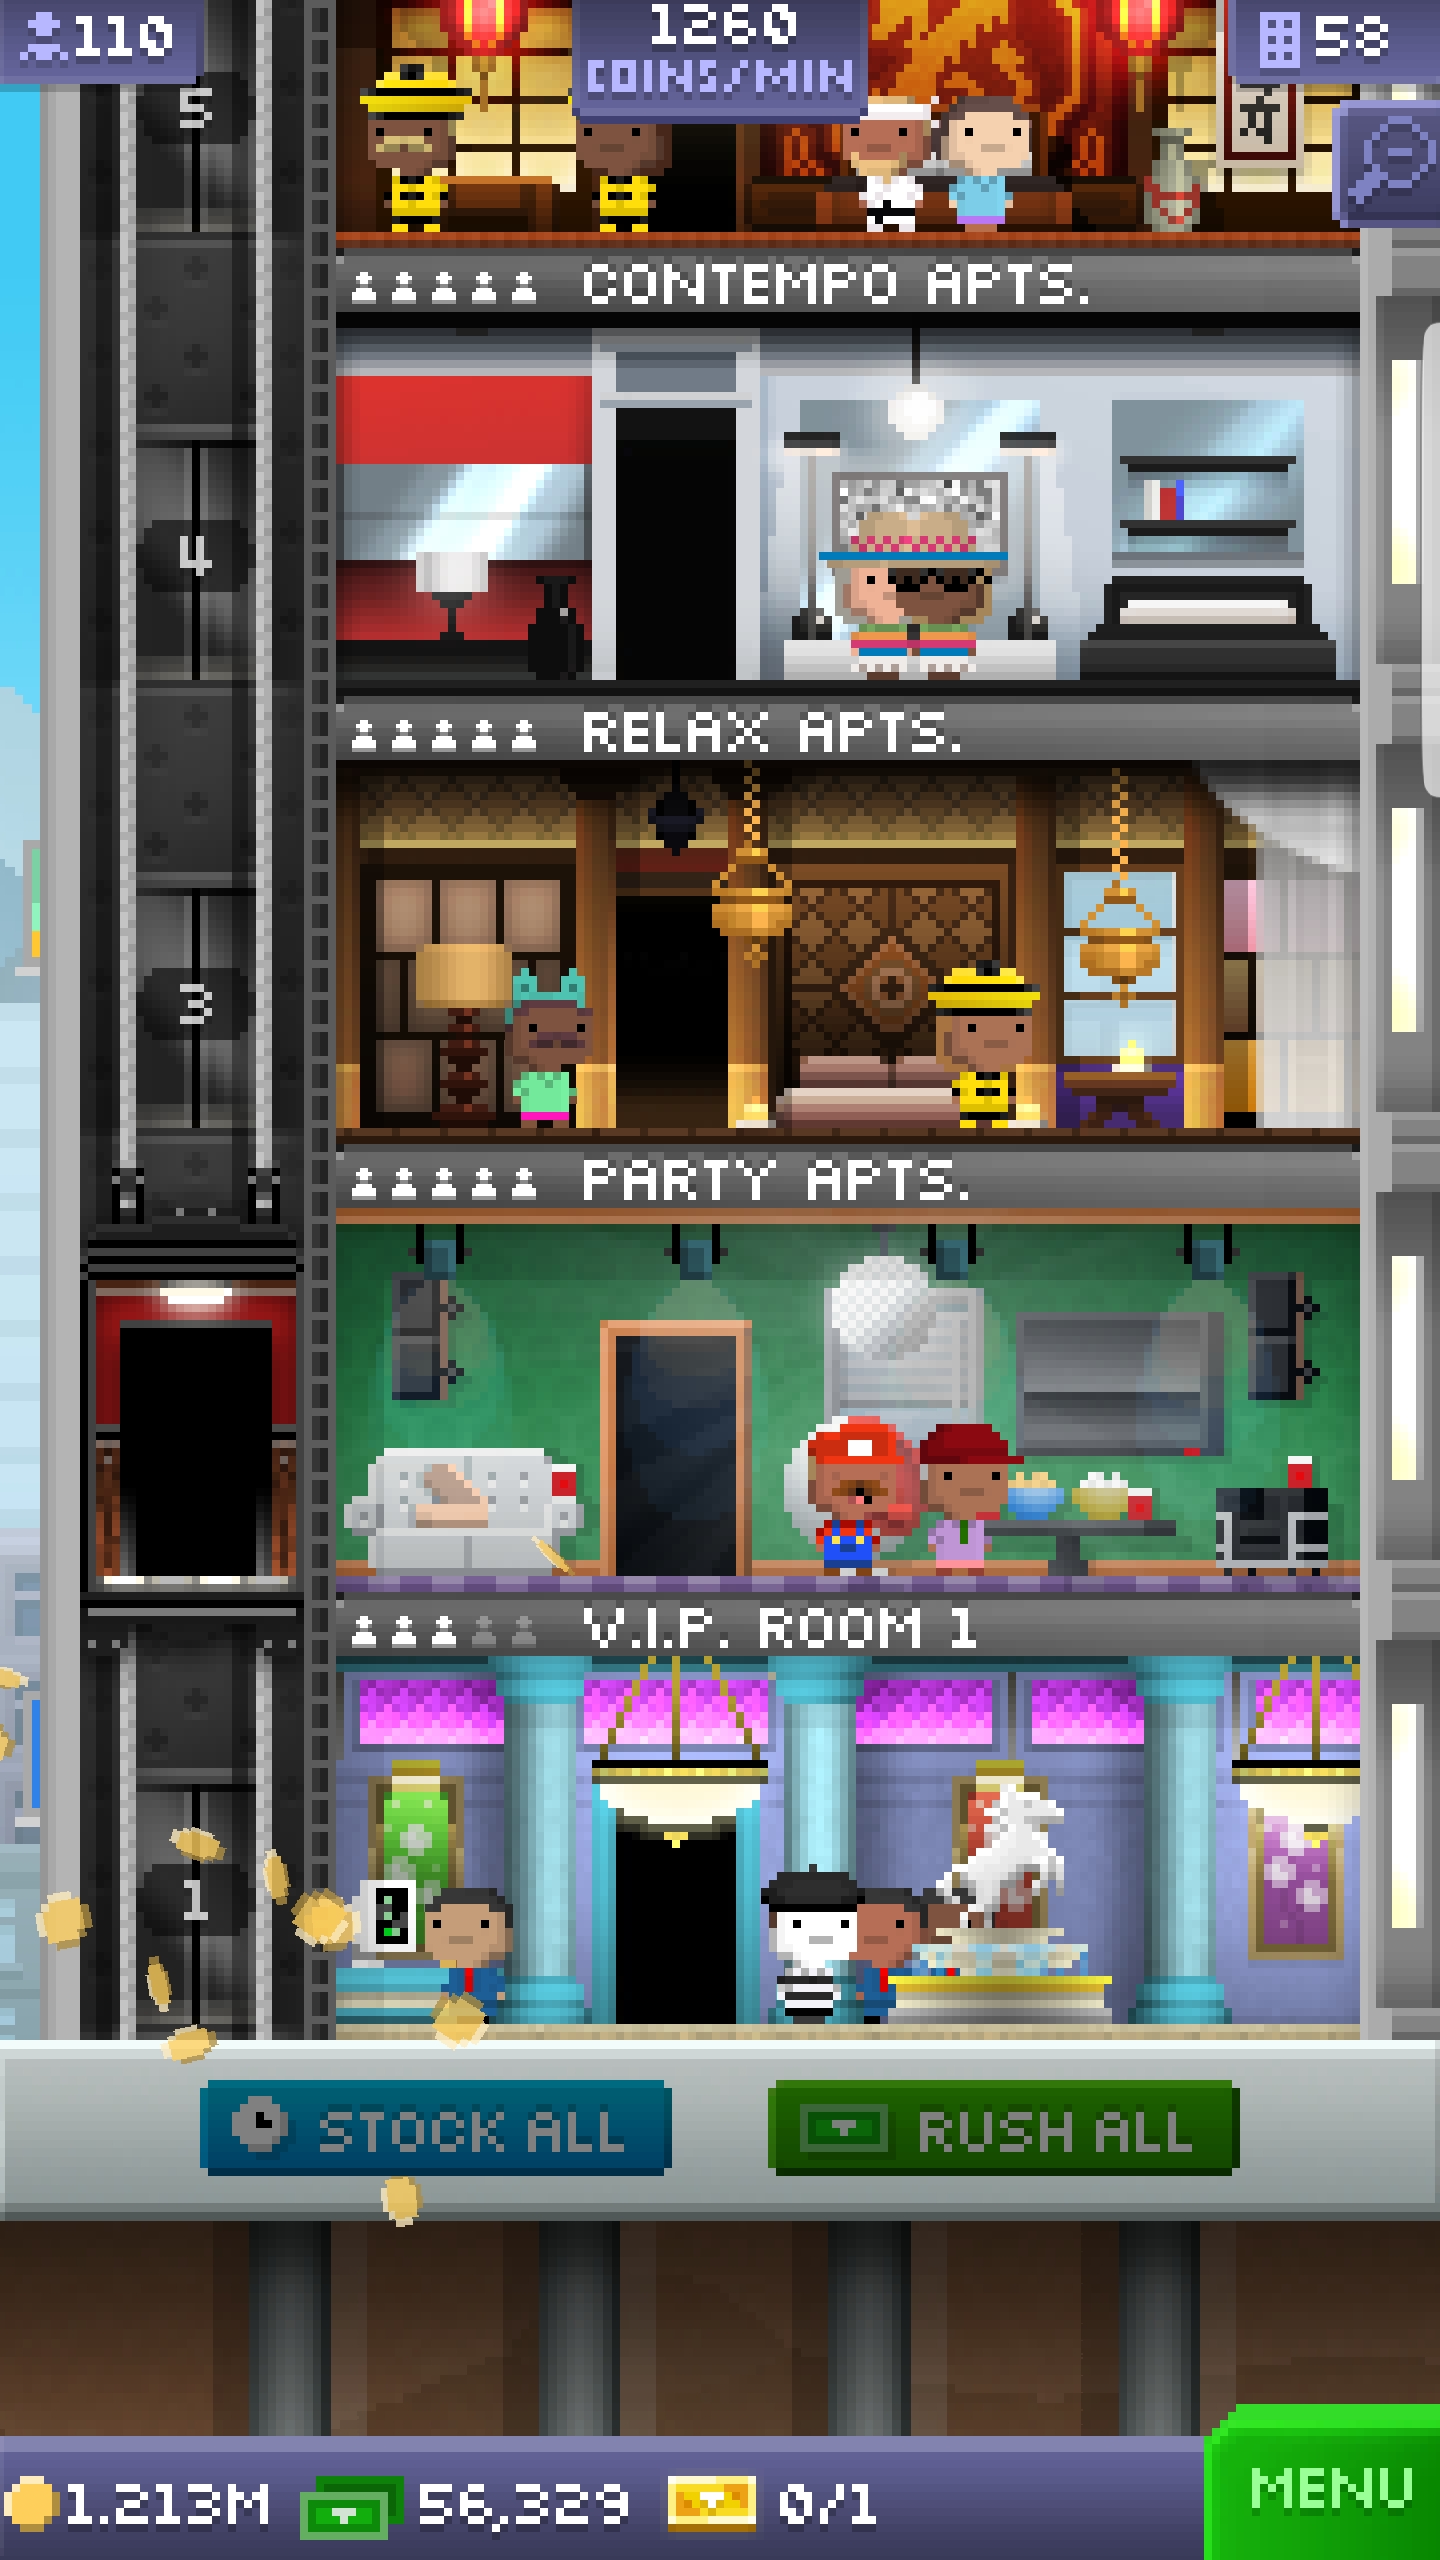 110
1260
COINS/MIN
58
5
CONTEMPO APTS.
4
RELAX APTS.
3
PARTY APTS.
V.I.P. ROOM 1
1
STOCK ALL
RUSH ALL
1.213M
56,329
0/1
MENU